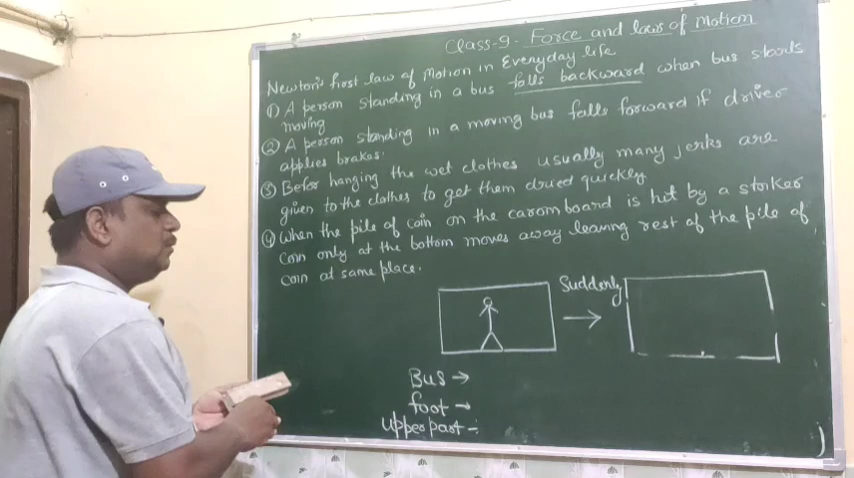 Class-9- Force and laws of Motion
Newton's first law of Motion in Everyday life
① A person standing in a bus falls backward when bus starts
moving
② A person standing in a moving bus falls forward if driver
applies brakes.
③ Before hanging the wet clothes usually many jerks are
given to the clothes to get them dried quickly
④ When the pile of coin on the caromboard is hit by a striker
coin only at the bottom moves away leaving rest of the pile of
coin at same place.
Suddenly
Bus →
foot →
upper part -: